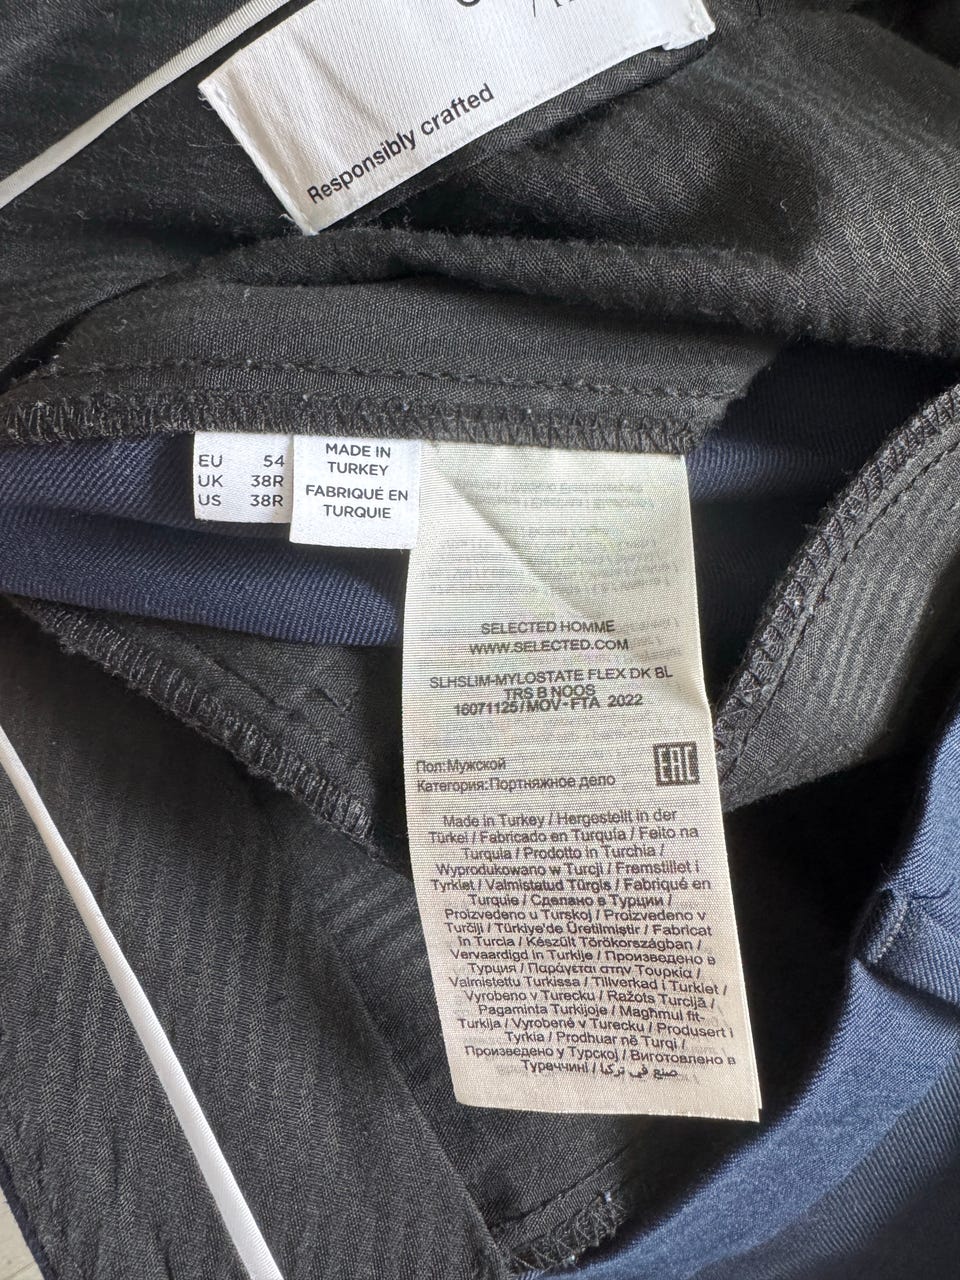 Responsibly crafted
EU 54
UK 38R
US 38R
MADE IN
TURKEY
FABRIQUÉ EN
TURQUIE
SELECTED HOMME
WWW.SELECTED.COM
SLHSLIM-MYLOSTATE FLEX DK BL
TRS B NOOS
16071125/MOV-FTA 2022
Пол:Мужской
Категория:Портняжное дело
EAC
Made in Turkey / Hergestellt in der
Türkei / Fabricado en Turquía / Feito na
Turquia / Prodotto in Turchia /
Wyprodukowano w Turcji / Fremstillet i
Tyrkiet / Valmistatud Türgis / Fabriqué en
Turquie / Сделано в Турции /
Proizvedeno u Turskoj / Proizvedeno v
Turčiji / Türkiye'de Üretilmiştir / Fabricat
în Turcia / Készült Törökországban /
Vervaardigd in Turkije / Произведено в
Турция / Παράγεται στην Τουρκία /
Valmistettu Turkissa / Tillverkad i Turkiet /
Vyrobeno v Turecku / Ražots Turcijā /
Pagaminta Turkijoje / Magħmul fit-
Turkija / Vyrobené v Turecku / Produsert i
Tyrkia / Prodhuar në Turqi /
Произведено у Турској / Виготовлено в
Туреччині / صنع في تركيا